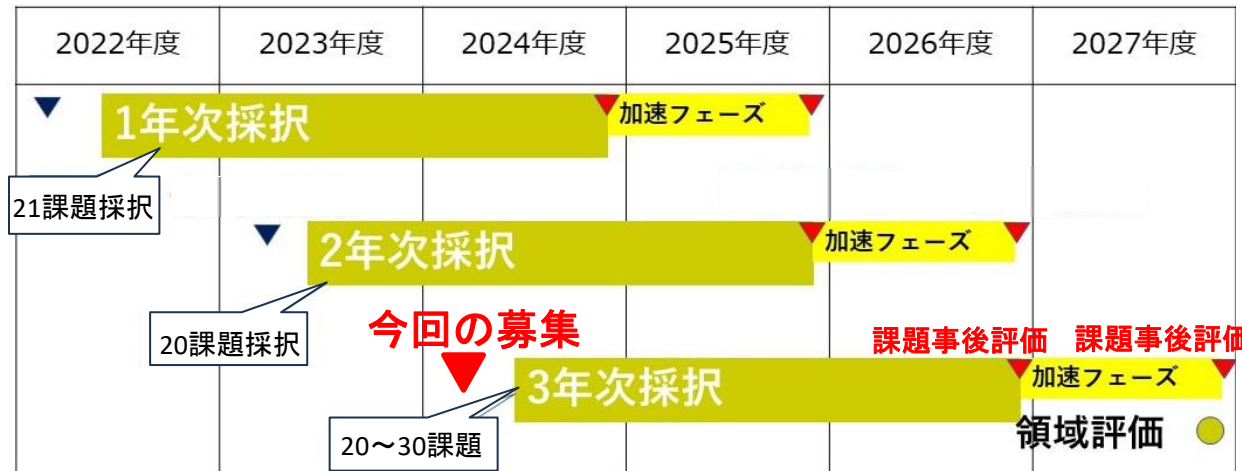 2022年度 2023年度 2024年度 2025年度 2026年度 2027年度
1年次採択
加速フェーズ
21課題採択
2年次採択
加速フェーズ
20課題採択
今回の募集
課題事後評価 課題事後評価
3年次採択
加速フェーズ
20～30課題
領域評価